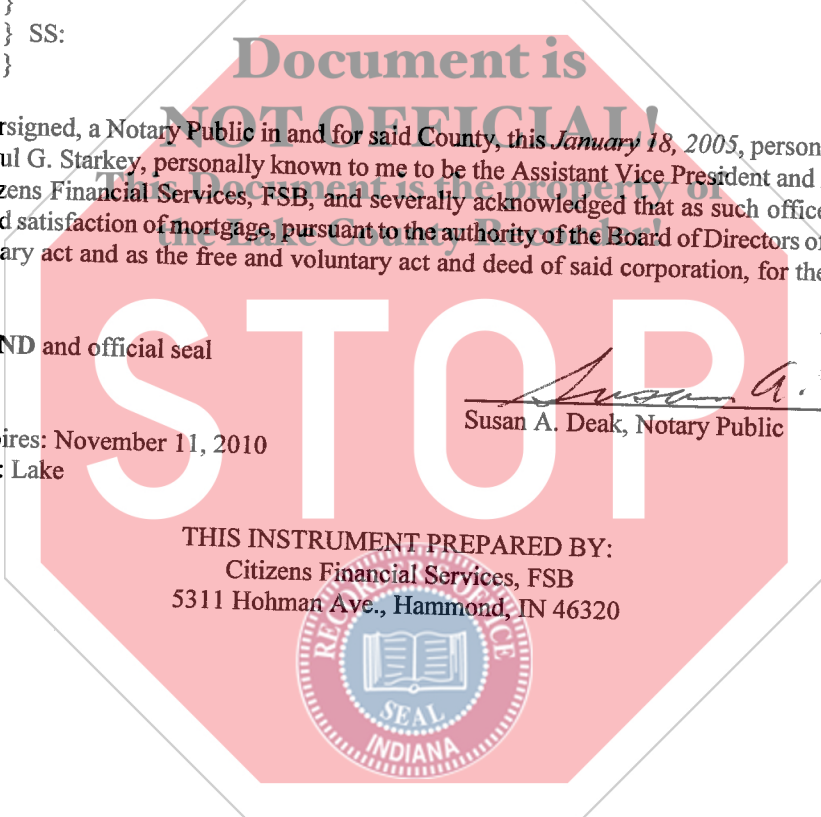 }
} SS:
}
Document is
NOT OFFICIAL!
This Document is the property of
the Lake County Recorder!
rsigned, a Notary Public in and for said County, this January 18, 2005, person
ul G. Starkey, personally known to me to be the Assistant Vice President and
zens Financial Services, FSB, and severally acknowledged that as such office
d satisfaction of mortgage, pursuant to the authority of the Board of Directors of
ary act and as the free and voluntary act and deed of said corporation, for the
STOP
ND and official seal
Susan A.
Susan A. Deak, Notary Public
ires: November 11, 2010
: Lake
THIS INSTRUMENT PREPARED BY:
Citizens Financial Services, FSB
5311 Hohman Ave., Hammond, IN 46320
RECORDER'S OFFICE
SEAL
INDIANA